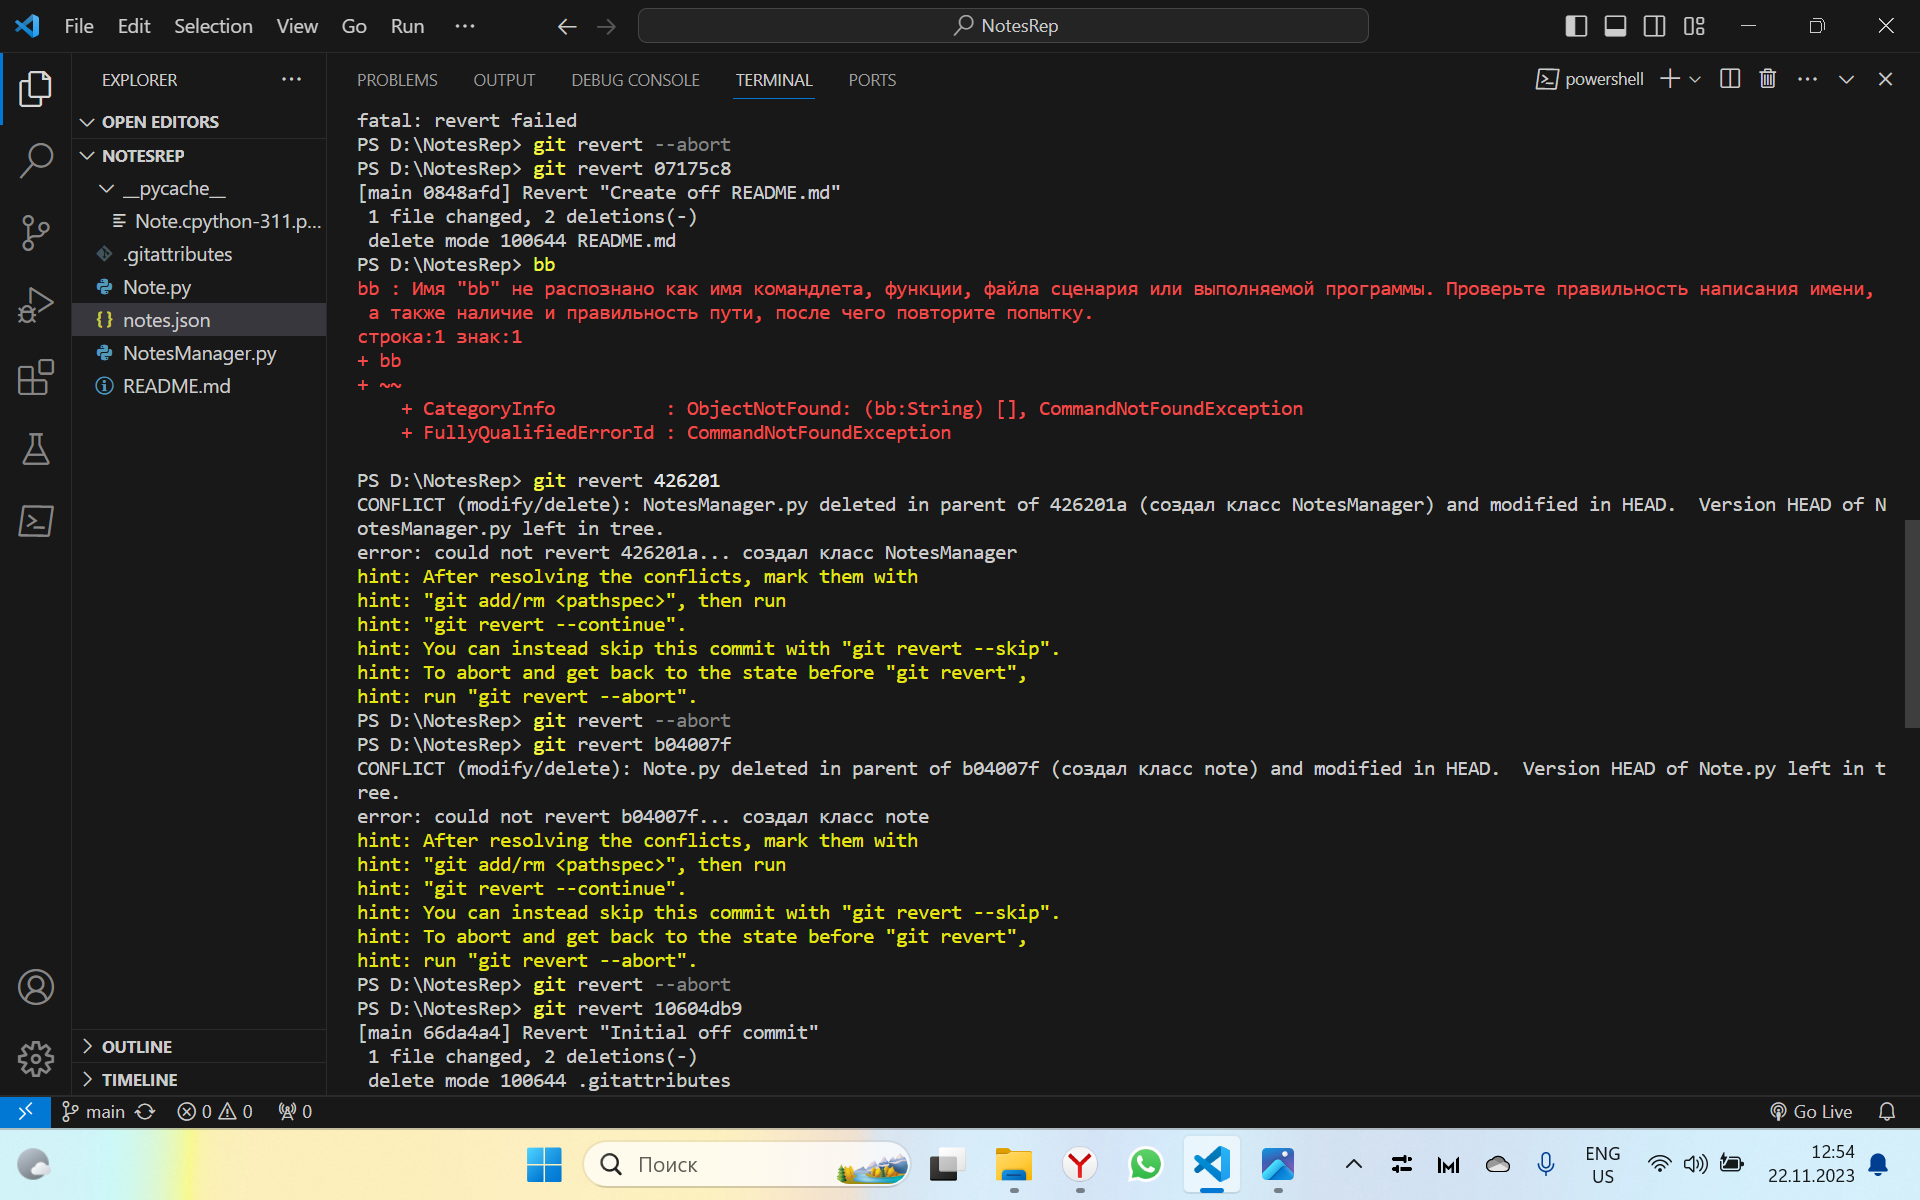 File Edit Selection View Go Run ···
NotesRep
EXPLORER ···
OPEN EDITORS
NOTESREP
__pycache__
Note.cpython-311.p...
.gitattributes
Note.py
{} notes.json
NotesManager.py
README.md
OUTLINE
TIMELINE
PROBLEMS OUTPUT DEBUG CONSOLE TERMINAL PORTS
powershell
fatal: revert failed
PS D:\NotesRep> git revert --abort
PS D:\NotesRep> git revert 07175c8
[main 0848afd] Revert "Create off README.md"
1 file changed, 2 deletions(-)
delete mode 100644 README.md
PS D:\NotesRep> bb
bb : Имя "bb" не распознано как имя командлета, функции, файла сценария или выполняемой программы. Проверьте правильность написания имени,
а также наличие и правильность пути, после чего повторите попытку.
строка:1 знак:1
+ bb
+ ~~
+ CategoryInfo          : ObjectNotFound: (bb:String) [], CommandNotFoundException
+ FullyQualifiedErrorId : CommandNotFoundException
PS D:\NotesRep> git revert 426201
CONFLICT (modify/delete): NotesManager.py deleted in parent of 426201a (создал класс NotesManager) and modified in HEAD.  Version HEAD of N
otesManager.py left in tree.
error: could not revert 426201a... создал класс NotesManager
hint: After resolving the conflicts, mark them with
hint: "git add/rm <pathspec>", then run
hint: "git revert --continue".
hint: You can instead skip this commit with "git revert --skip".
hint: To abort and get back to the state before "git revert",
hint: run "git revert --abort".
PS D:\NotesRep> git revert --abort
PS D:\NotesRep> git revert b04007f
CONFLICT (modify/delete): Note.py deleted in parent of b04007f (создал класс note) and modified in HEAD.  Version HEAD of Note.py left in t
ree.
error: could not revert b04007f... создал класс note
hint: After resolving the conflicts, mark them with
hint: "git add/rm <pathspec>", then run
hint: "git revert --continue".
hint: You can instead skip this commit with "git revert --skip".
hint: To abort and get back to the state before "git revert",
hint: run "git revert --abort".
PS D:\NotesRep> git revert --abort
PS D:\NotesRep> git revert 10604db9
[main 66da4a4] Revert "Initial off commit"
1 file changed, 2 deletions(-)
delete mode 100644 .gitattributes
main 0 0 0 Go Live
Поиск
ENG
US
12:54
22.11.2023